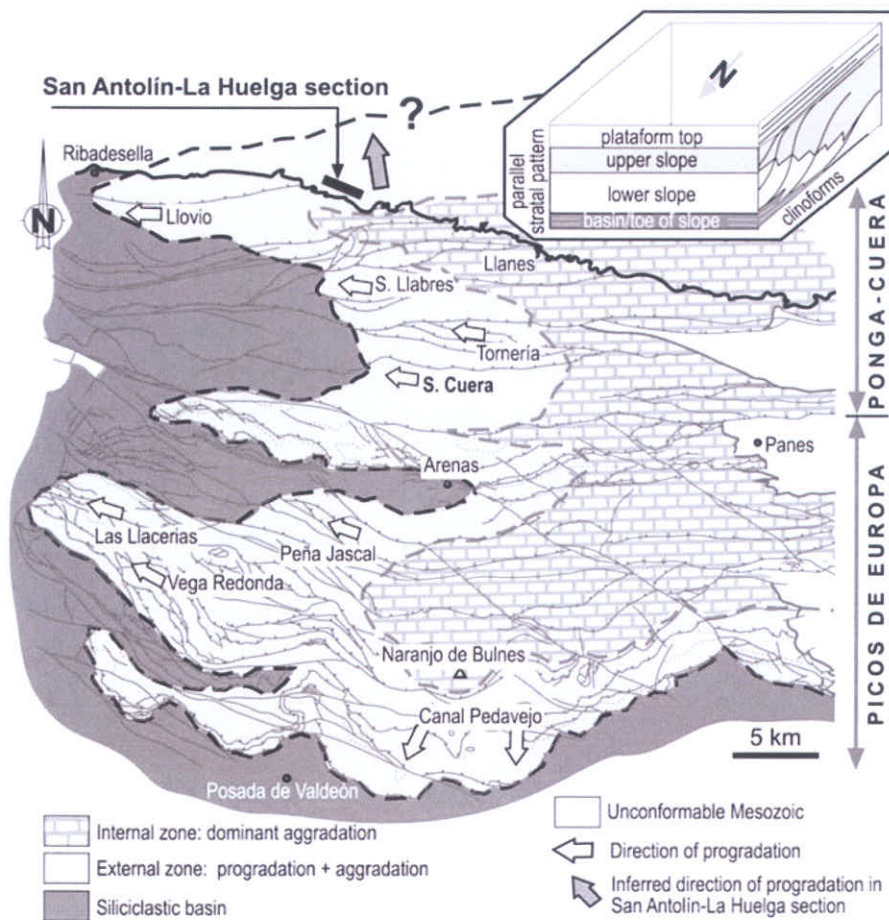 San Antolín-La Huelga section
?
N
plataform top
upper slope
lower slope
basin/toe of slope
parallel
stratal pattern
clinoforms
Ribadesella
N
Llovio
Llanes
S. Llabres
Tornería
S. Cuera
PONGA-CUERA
Panes
Arenas
Las Llacerias
Peña Jascal
Vega Redonda
PICOS DE EUROPA
Naranjo de Bulnes
Canal Pedavejo
5 km
Posada de Valdeòn
Internal zone: dominant aggradation
External zone: progradation + aggradation
Siliciclastic basin
Unconformable Mesozoic
Direction of progradation
Inferred direction of progradation in
San Antolín-La Huelga section